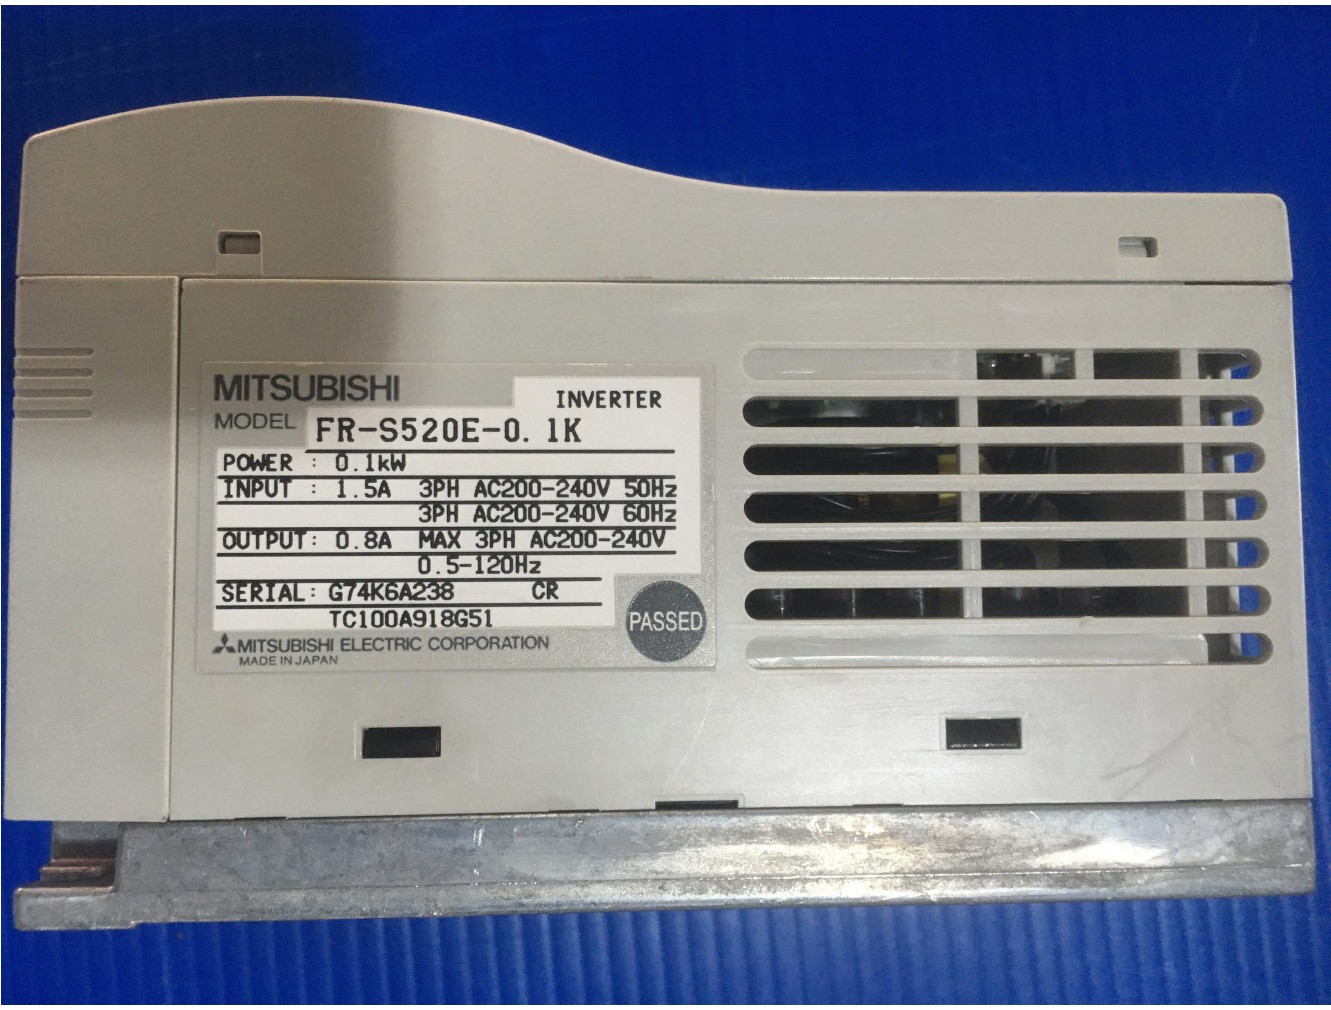 MITSUBISHI
INVERTER
MODEL FR-S520E-0.1K
POWER : 0.1kW
INPUT : 1.5A 3PH AC200-240V 50Hz
3PH AC200-240V 60Hz
OUTPUT: 0.8A MAX 3PH AC200-240V
0.5-120Hz
SERIAL: G74K6A238 CR
TC100A918G51
PASSED
MITSUBISHI ELECTRIC CORPORATION
MADE IN JAPAN